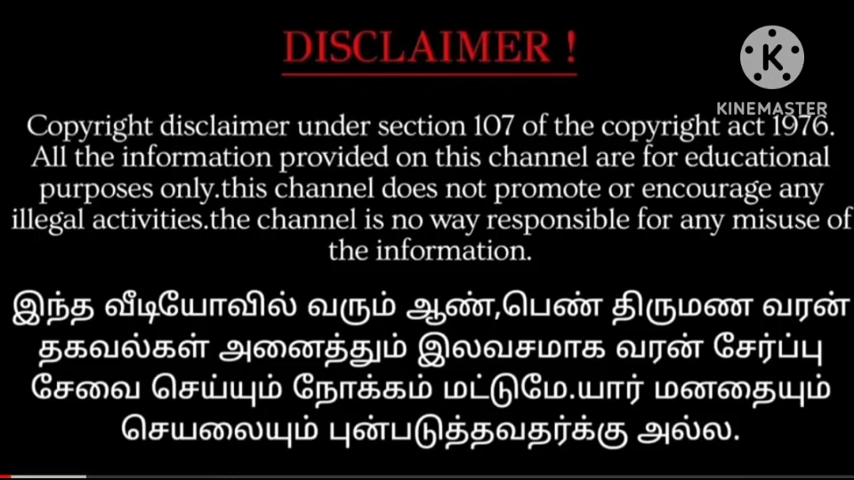 DISCLAIMER !
KINEMASTER
Copyright disclaimer under section 107 of the copyright act 1976.
All the information provided on this channel are for educational
purposes only.this channel does not promote or encourage any
illegal activities.the channel is no way responsible for any misuse of
the information.
இந்த வீடியோவில் வரும் ஆண்,பெண் திருமண வரன்
தகவல்கள் அனைத்தும் இலவசமாக வரன் சேர்ப்பு
சேவை செய்யும் நோக்கம் மட்டுமே.யார் மனதையும்
செயலையும் புன்படுத்தவதர்க்கு அல்ல.